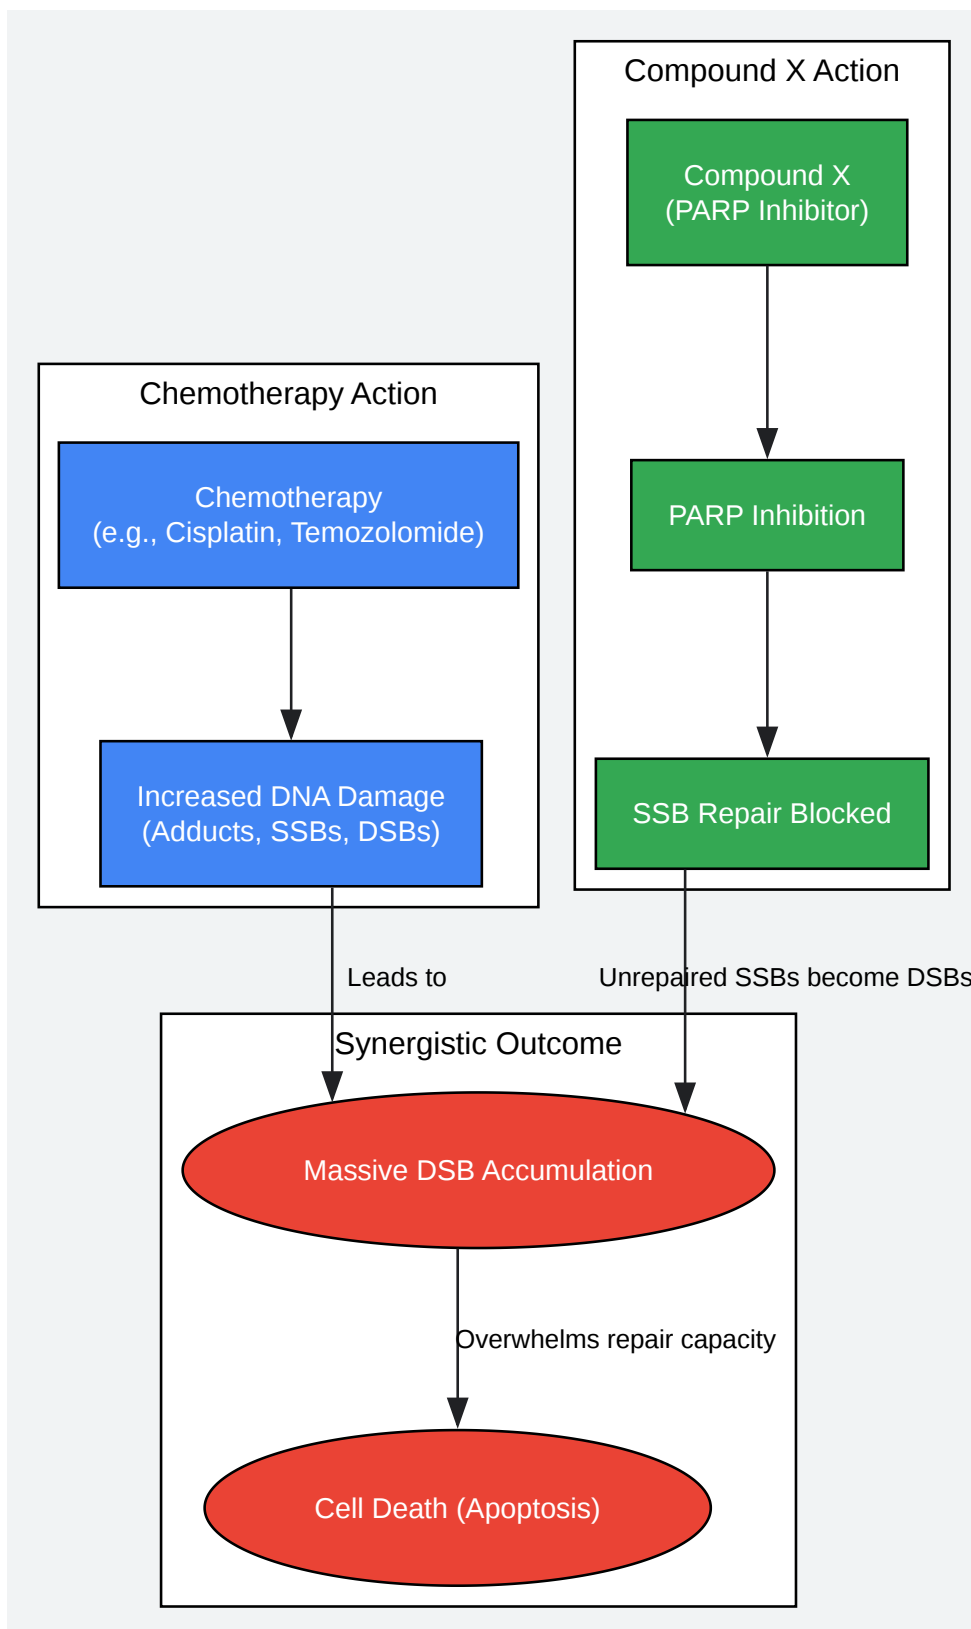 Compound X Action
Compound X
(PARP Inhibitor)
PARP Inhibition
SSB Repair Blocked
Chemotherapy Action
Chemotherapy
(e.g., Cisplatin, Temozolomide)
Increased DNA Damage
(Adducts, SSBs, DSBs)
Leads to
Unrepaired SSBs become DSBs
Synergistic Outcome
Massive DSB Accumulation
Overwhelms repair capacity
Cell Death (Apoptosis)